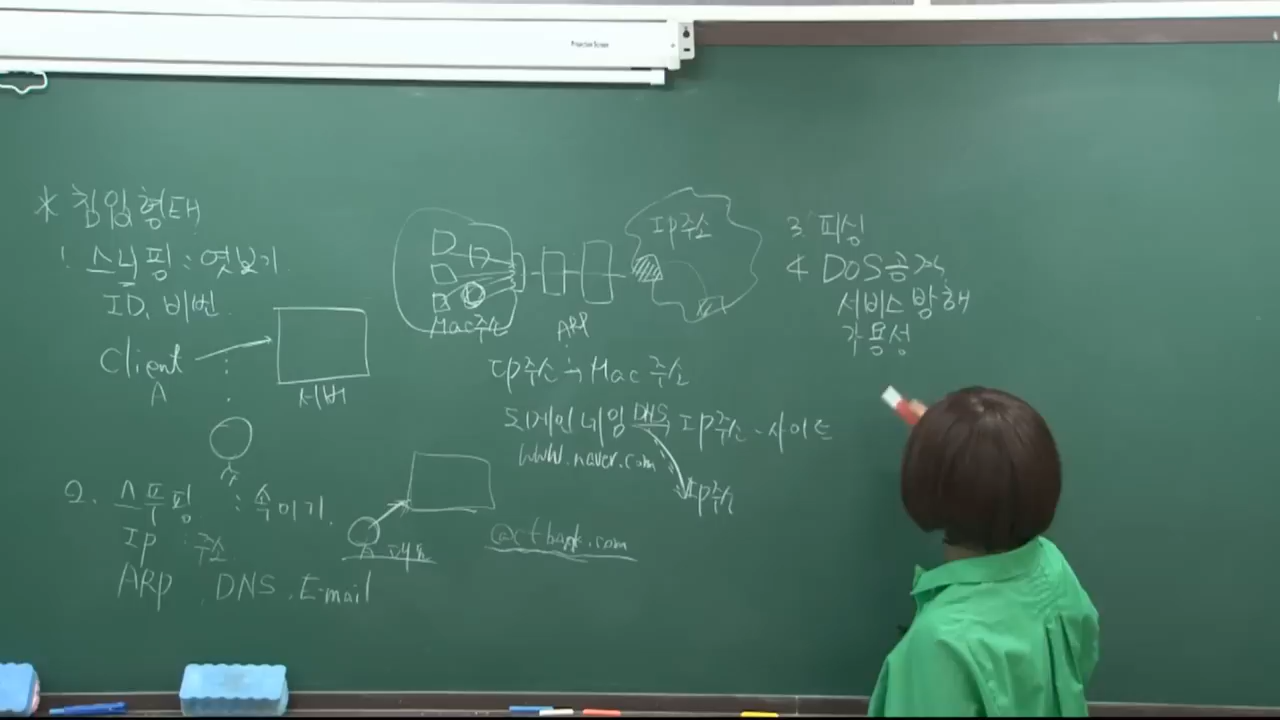 Projection Screen
* 침입형태
1. 스니핑 : 엿보기
ID, 비번
Client
A
서버
2. 스푸핑 : 속이기
Ip : 주소
ARp , DNS , E-mail
Mac주소
ARP
Ip주소
Ip주소 → Mac 주소
도메인네임 DNS Ip주소 - 사이트
www.naver.com
Ip주소
@ctbank.com
3. 피싱
4 DoS공격
서비스방해
가용성